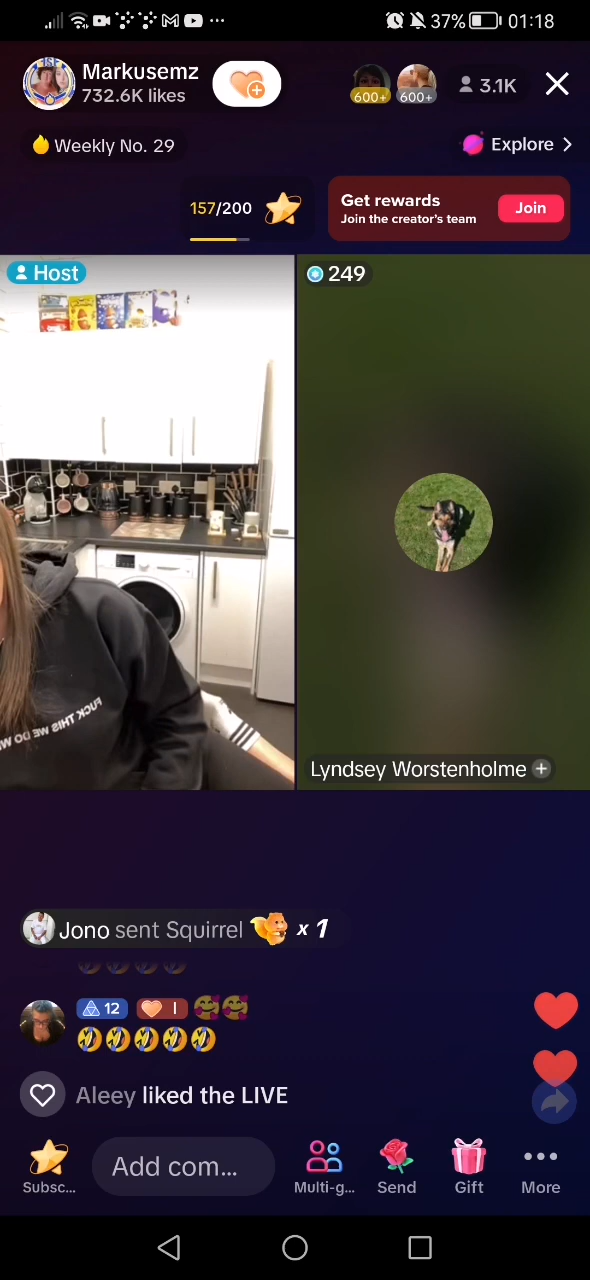 37% 01:18
Markusemz
732.6K likes
600+ 600+ 3.1K
Weekly No. 29
Explore >
157/200
Get rewards
Join the creator's team
Join
Host
249
FUCK THIS WE DO
Lyndsey Worstenholme +
Jono sent Squirrel x 1
12 I
Aleey liked the LIVE
Add com...
Subsc... Multi-g... Send Gift More